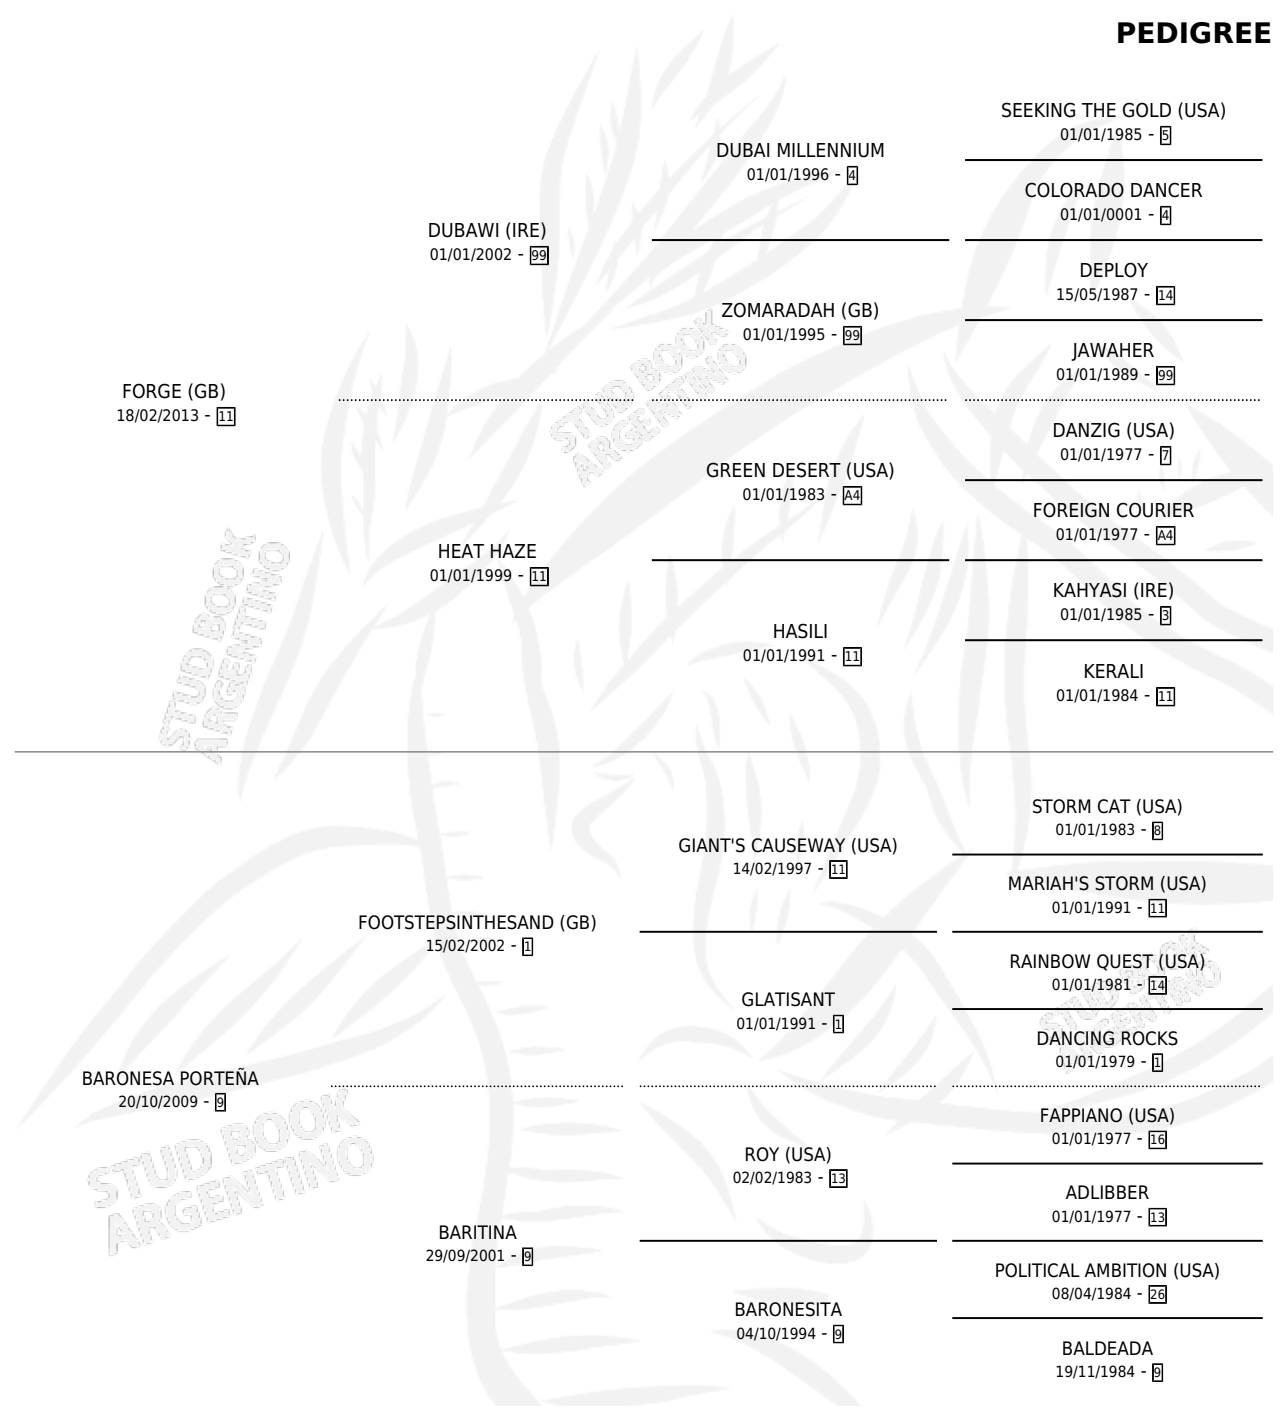 PEDIGREE
SEEKING THE GOLD (USA)
01/01/1985 - 5
DUBAI MILLENNIUM
01/01/1996 - 4
COLORADO DANCER
01/01/0001 - 4
DUBAWI (IRE)
01/01/2002 - 99
DEPLOY
15/05/1987 - 14
ZOMARADAH (GB)
01/01/1995 - 99
JAWAHER
01/01/1989 - 99
FORGE (GB)
18/02/2013 - 11
DANZIG (USA)
01/01/1977 - 7
GREEN DESERT (USA)
01/01/1983 - A4
FOREIGN COURIER
01/01/1977 - A4
HEAT HAZE
01/01/1999 - 11
KAHYASI (IRE)
01/01/1985 - 3
HASILI
01/01/1991 - 11
KERALI
01/01/1984 - 11
STORM CAT (USA)
01/01/1983 - 8
GIANT'S CAUSEWAY (USA)
14/02/1997 - 11
MARIAH'S STORM (USA)
01/01/1991 - 11
FOOTSTEPSINTHESAND (GB)
15/02/2002 - 1
RAINBOW QUEST (USA)
01/01/1981 - 14
GLATISANT
01/01/1991 - 1
DANCING ROCKS
01/01/1979 - 1
BARONESA PORTEÑA
20/10/2009 - 9
FAPPIANO (USA)
01/01/1977 - 16
ROY (USA)
02/02/1983 - 13
ADLIBBER
01/01/1977 - 13
BARITINA
29/09/2001 - 9
POLITICAL AMBITION (USA)
08/04/1984 - 26
BARONESITA
04/10/1994 - 9
BALDEADA
19/11/1984 - 9
STUD BOOK
ARGENTINO
STUD BOOK
ARGENTINO
STUD BOOK
ARGENTINO
STUD BOOK
ARGENTINO